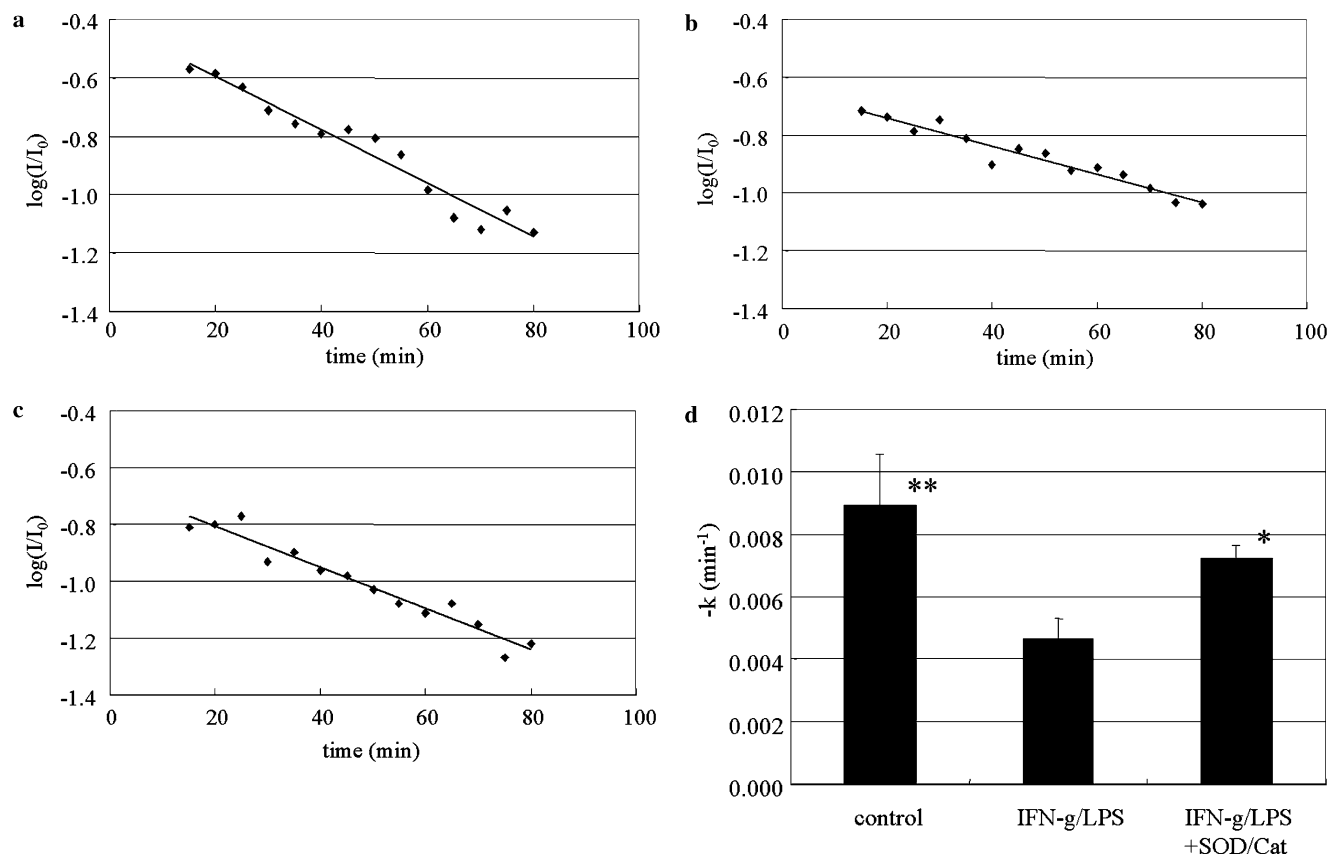 a
-0.4
-0.6
-0.8
-1.0
-1.2
-1.4
log(I/I0)
0 20 40 60 80 100
time (min)
b
-0.4
-0.6
-0.8
-1.0
-1.2
-1.4
log(I/I0)
0 20 40 60 80 100
time (min)
c
-0.4
-0.6
-0.8
-1.0
-1.2
-1.4
log(I/I0)
0 20 40 60 80 100
time (min)
d
0.012
0.010
0.008
0.006
0.004
0.002
0.000
-k (min-1)
**
*
control IFN-g/LPS IFN-g/LPS
+SOD/Cat